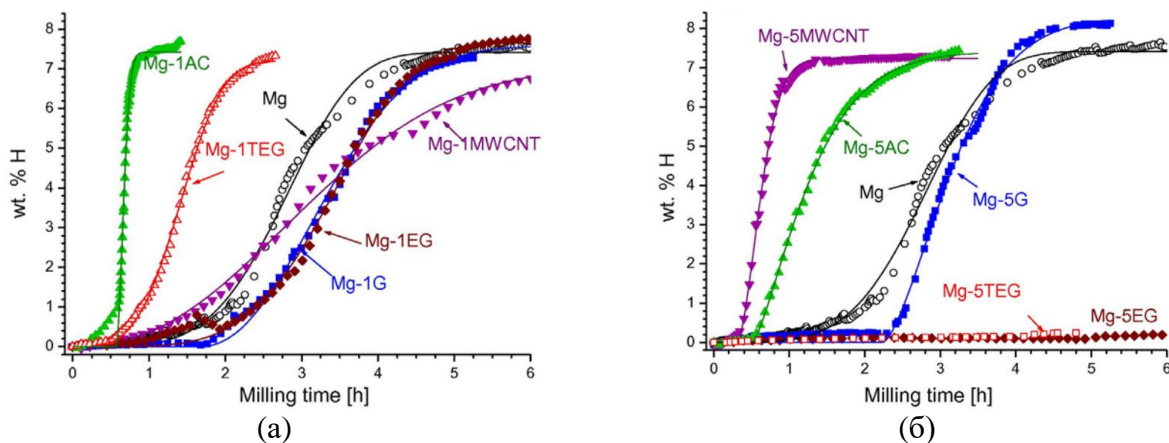 wt. % H
8
7
6
5
4
3
2
1
0
Mg-1AC
Mg
Mg-1TEG
Mg-1MWCNT
Mg-1EG
Mg-1G
0 1 2 3 4 5 6
Milling time [h]
(а)
wt. % H
8
7
6
5
4
3
2
1
0
Mg-5MWCNT
Mg-5AC
Mg
Mg-5G
Mg-5TEG
Mg-5EG
0 1 2 3 4 5 6
Milling time [h]
(б)